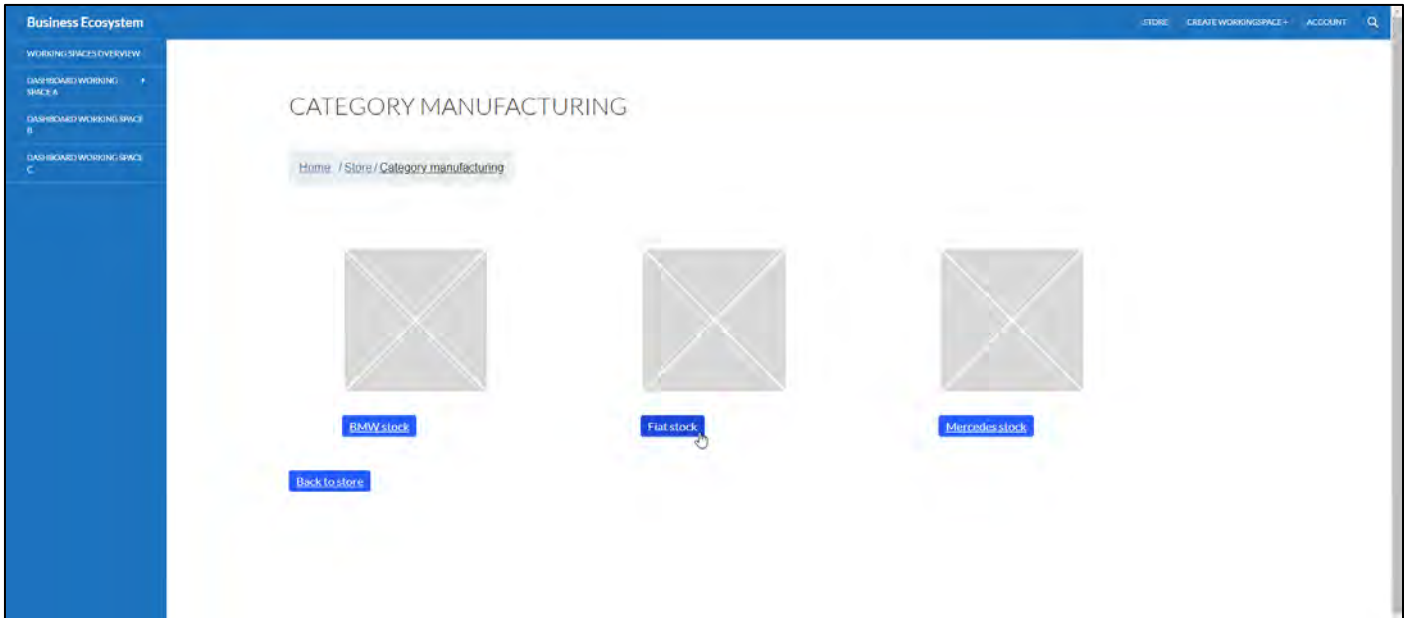 Business Ecosystem
STORE CREATE WORKINGSPACE + ACCOUNT
WORKING SPACES OVERVIEW
DASHBOARD WORKING
SPACE A
DASHBOARD WORKING SPACE
B
DASHBOARD WORKING SPACE
C
CATEGORY MANUFACTURING
Home / Store / Category manufacturing
BMW stock Fiat stock Mercedes stock
Back to store